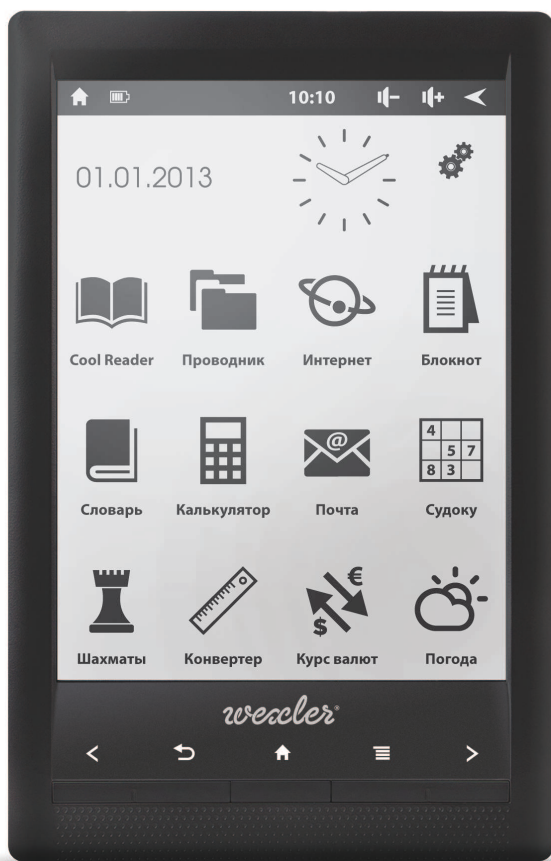 10:10
01.01.2013
Cool Reader Проводник Интернет Блокнот
@
4
5 7
8 3
Словарь Калькулятор Почта Судоку
€
$
Шахматы Конвертер Курс валют Погода
wexler®